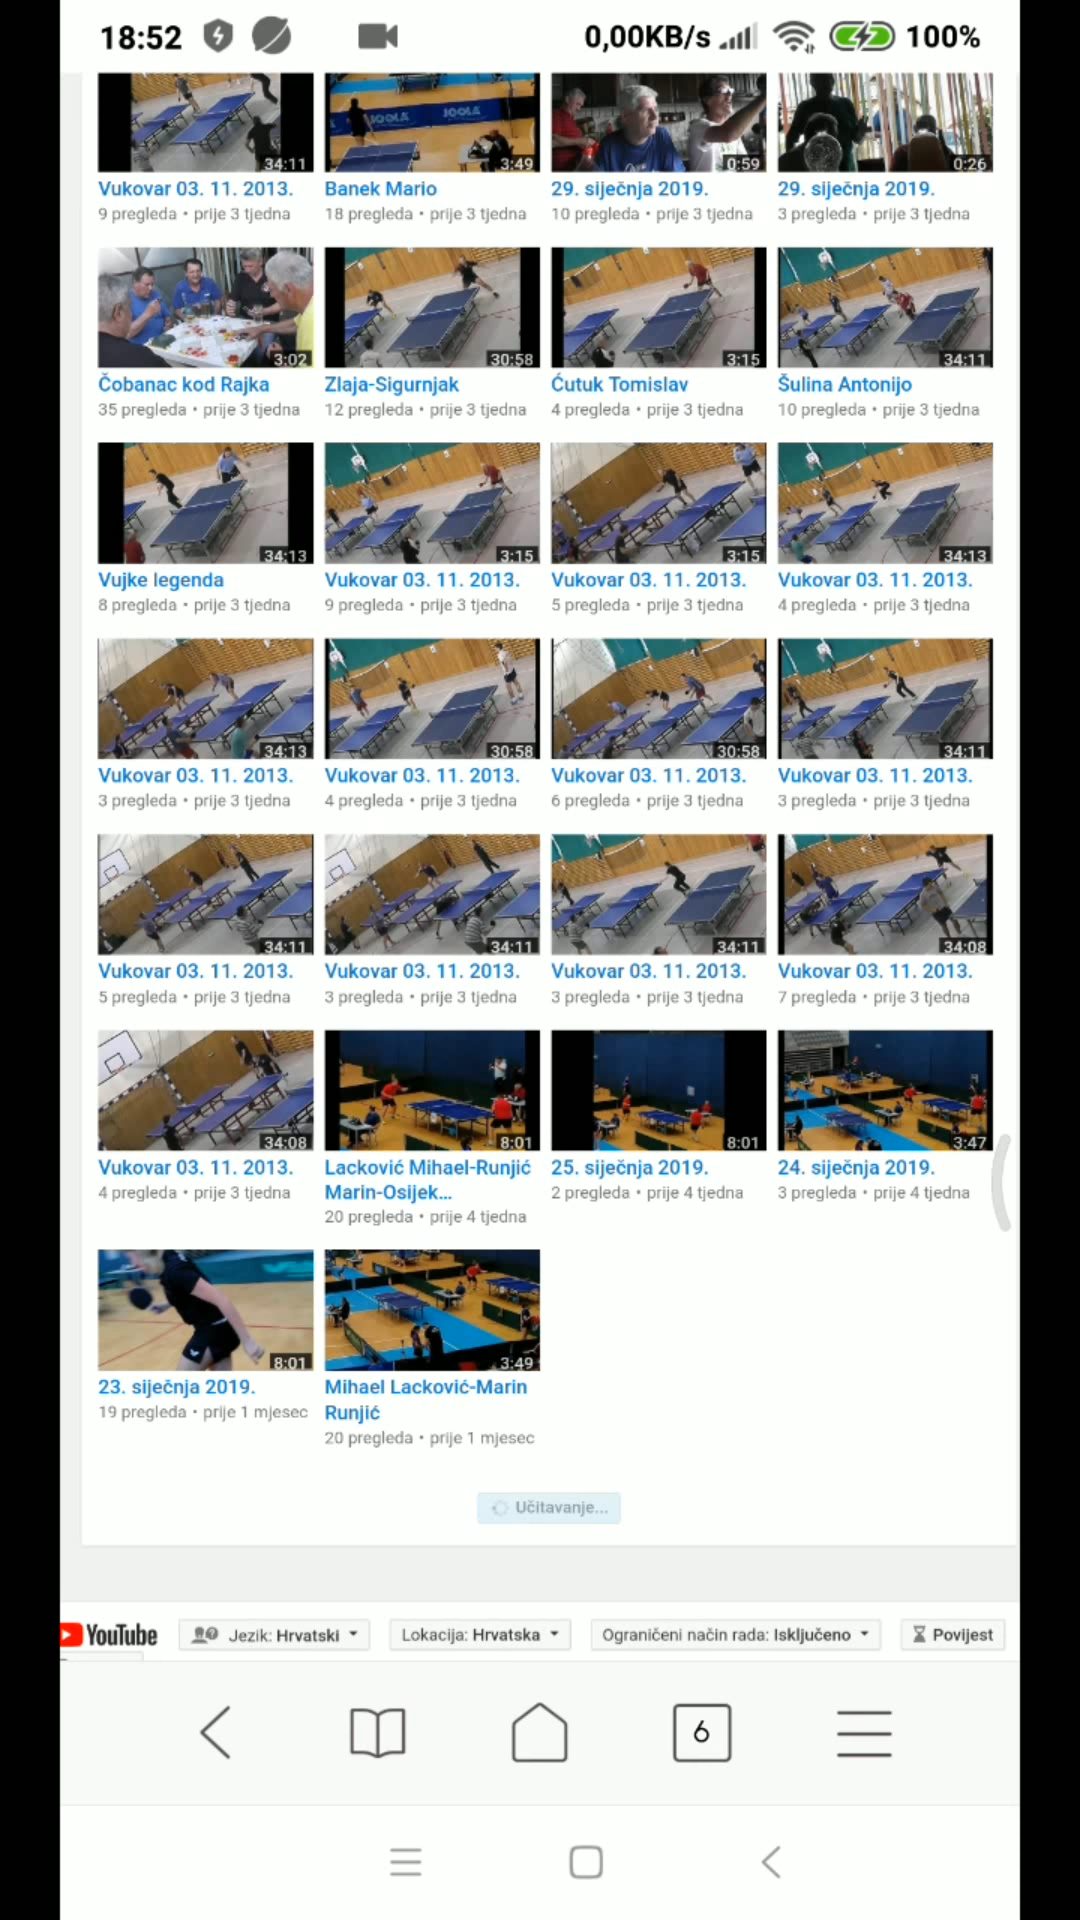 18:52 0,00KB/s 100%
JOOLA JOOLA
34:11 3:49 0:59 0:26
Vukovar 03. 11. 2013. Banek Mario 29. siječnja 2019. 29. siječnja 2019.
9 pregleda • prije 3 tjedna 18 pregleda • prije 3 tjedna 10 pregleda • prije 3 tjedna 3 pregleda • prije 3 tjedna
3:02 30:58 3:15 34:11
Čobanac kod Rajka Zlaja-Sigurnjak Ćutuk Tomislav Šulina Antonijo
35 pregleda • prije 3 tjedna 12 pregleda • prije 3 tjedna 4 pregleda • prije 3 tjedna 10 pregleda • prije 3 tjedna
34:13 3:15 3:15 34:13
Vujke legenda Vukovar 03. 11. 2013. Vukovar 03. 11. 2013. Vukovar 03. 11. 2013.
8 pregleda • prije 3 tjedna 9 pregleda • prije 3 tjedna 5 pregleda • prije 3 tjedna 4 pregleda • prije 3 tjedna
34:13 30:58 30:58 34:11
Vukovar 03. 11. 2013. Vukovar 03. 11. 2013. Vukovar 03. 11. 2013. Vukovar 03. 11. 2013.
3 pregleda • prije 3 tjedna 4 pregleda • prije 3 tjedna 6 pregleda • prije 3 tjedna 3 pregleda • prije 3 tjedna
34:11 34:11 34:11 34:08
Vukovar 03. 11. 2013. Vukovar 03. 11. 2013. Vukovar 03. 11. 2013. Vukovar 03. 11. 2013.
5 pregleda • prije 3 tjedna 3 pregleda • prije 3 tjedna 3 pregleda • prije 3 tjedna 7 pregleda • prije 3 tjedna
34:08 8:01 8:01 3:47
Vukovar 03. 11. 2013. Lacković Mihael-Runjić 25. siječnja 2019. 24. siječnja 2019.
4 pregleda • prije 3 tjedna Marin-Osijek... 2 pregleda • prije 4 tjedna 3 pregleda • prije 4 tjedna
20 pregleda • prije 4 tjedna
8:01 3:49
23. siječnja 2019. Mihael Lacković-Marin
19 pregleda • prije 1 mjesec Runjić
20 pregleda • prije 1 mjesec
Učitavanje...
YouTube Jezik: Hrvatski Lokacija: Hrvatska Ograničeni način rada: Isključeno Povijest
6